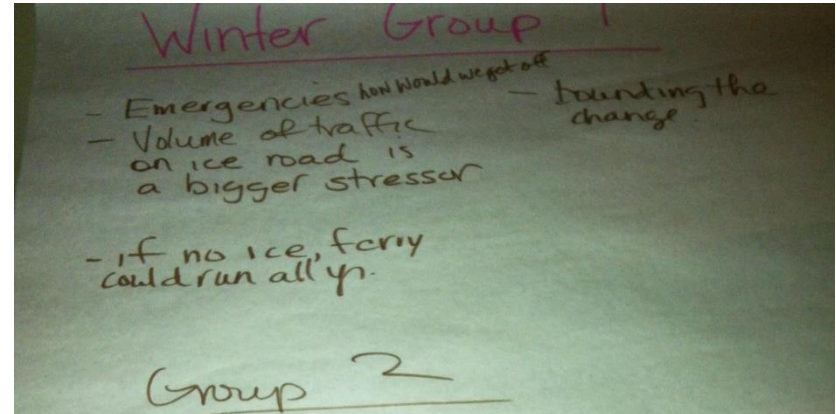 Winter Group 1
- Emergencies how would we get off
- Volume of traffic
on ice road is
a bigger stressor
- the
change
- if no ice, ferry
could run all yr.
Group 2